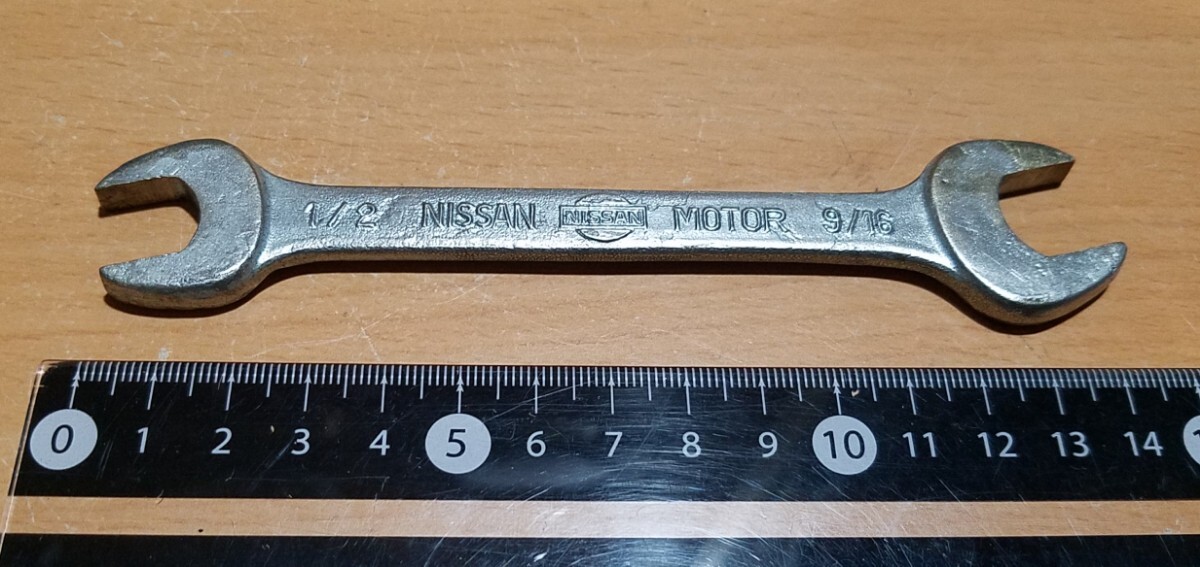 1/2 NISSAN NISSAN MOTOR 9/16
0 1 2 3 4 5 6 7 8 9 10 11 12 13 14